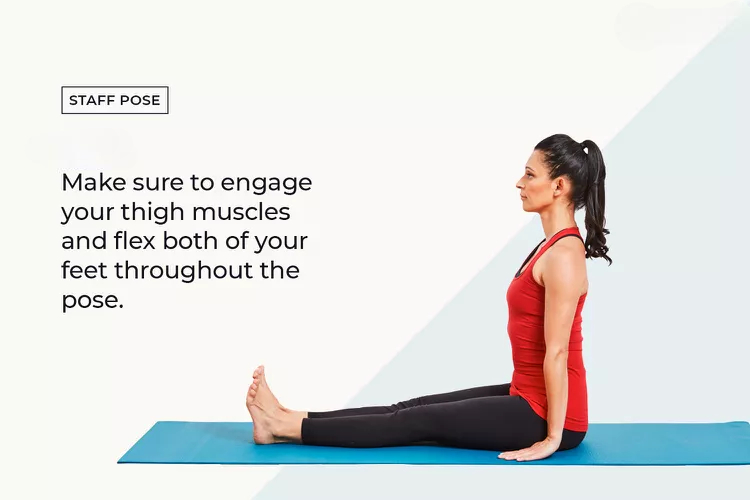 STAFF POSE
Make sure to engage
your thigh muscles
and flex both of your
feet throughout the
pose.